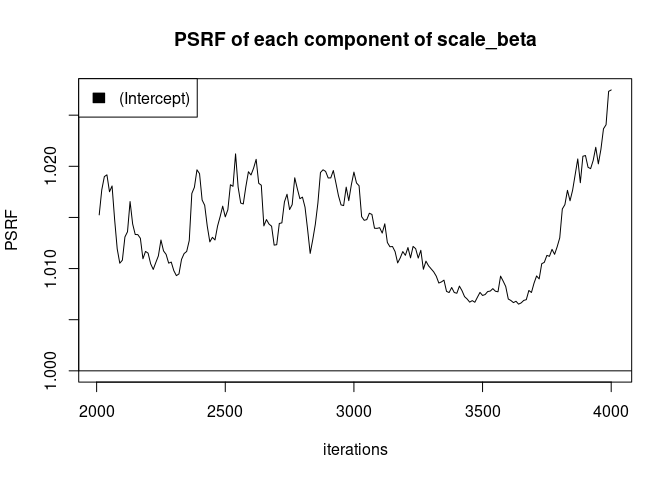 PSRF of each component of scale_beta
(Intercept)
PSRF
1.020
1.010
1.000
2000 2500 3000 3500 4000
iterations